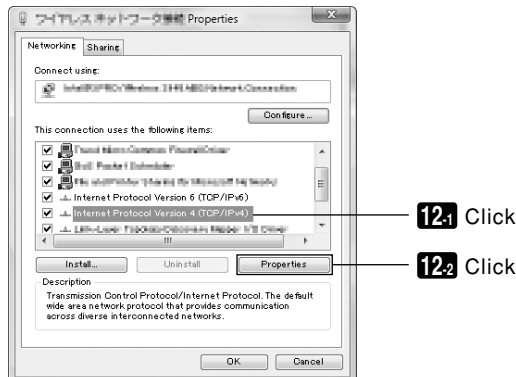 ワイヤレス ネットワーク接続 Properties
Networking
Sharing
Connect using:
Configure...
This connection uses the following items:
Internet Protocol Version 6 (TCP/IPv6)
Internet Protocol Version 4 (TCP/IPv4)
12-1 Click
Install...
Uninstall
Properties
12-2 Click
Description
Transmission Control Protocol/Internet Protocol. The default
wide area network protocol that provides communication
across diverse interconnected networks.
OK
Cancel